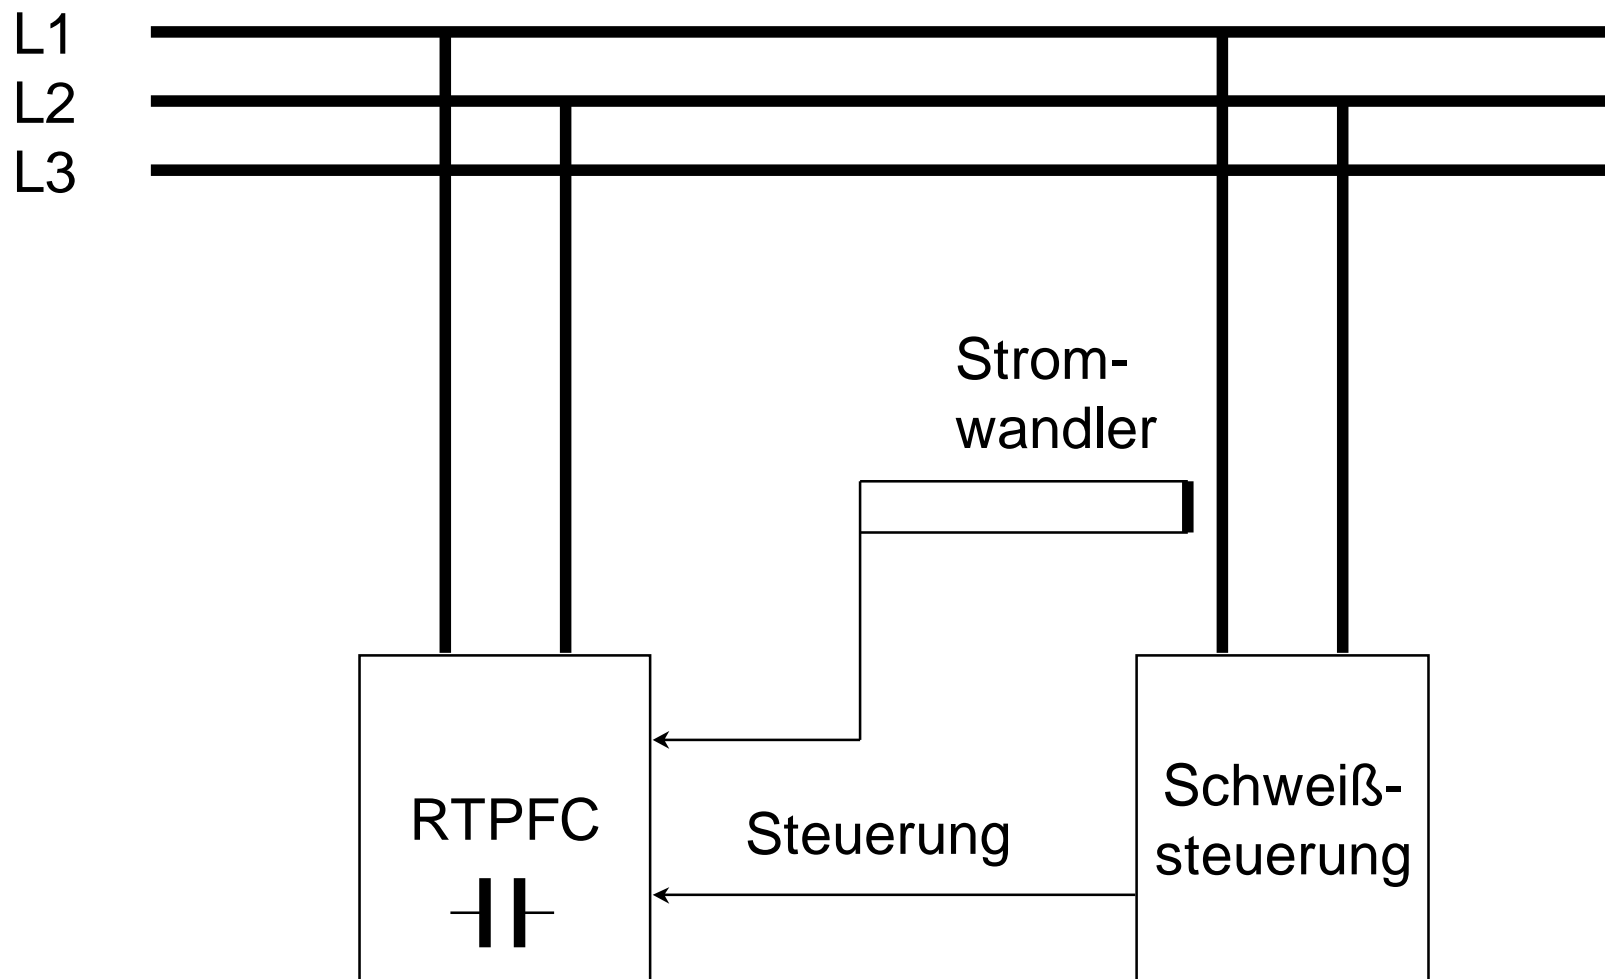 L1
L2
L3
Strom-
wandler
RTPFC
Steuerung
Schweiß-
steuerung